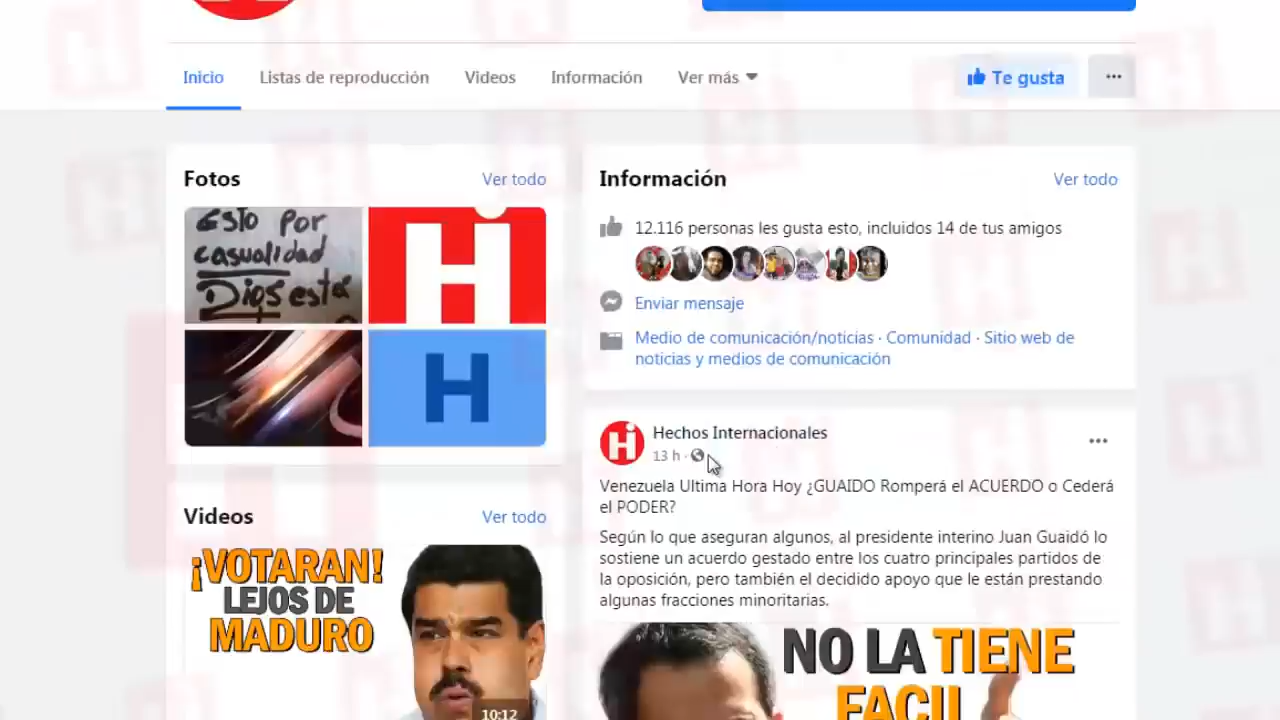 Inicio
Listas de reproducción
Videos
Información
Ver más
Te gusta
Fotos
Ver todo
Esto por
casualidad
Dios está
H
H
Información
Ver todo
12.116 personas les gusta esto, incluidos 14 de tus amigos
Enviar mensaje
Medio de comunicación/noticias · Comunidad · Sitio web de
noticias y medios de comunicación
Hi
Hechos Internacionales
13 h ·
Venezuela Ultima Hora Hoy ¿GUAIDO Romperá el ACUERDO o Cederá
el PODER?
Según lo que aseguran algunos, al presidente interino Juan Guaidó lo
sostiene un acuerdo gestado entre los cuatro principales partidos de
la oposición, pero también el decidido apoyo que le están prestando
algunas fracciones minoritarias.
NO LA TIENE
FACIL
Videos
Ver todo
¡VOTARAN!
LEJOS DE
MADURO
10:12